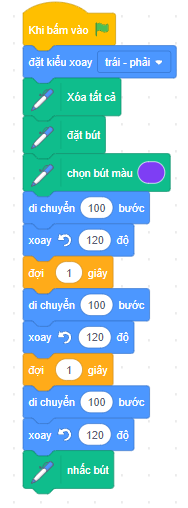 Khi bấm vào
đặt kiểu xoay trái - phải
Xóa tất cả
đặt bút
chọn bút màu
di chuyển 100 bước
xoay 120 độ
đợi 1 giây
di chuyển 100 bước
xoay 120 độ
đợi 1 giây
di chuyển 100 bước
xoay 120 độ
nhấc bút